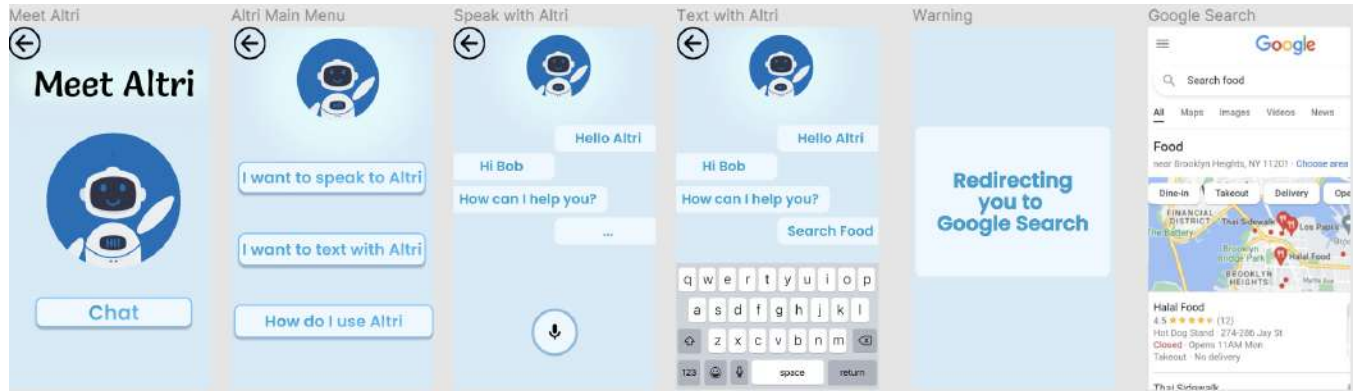 Meet Altri
Meet Altri
HI!
Chat
Altri Main Menu
I want to speak to Altri
I want to text with Altri
How do I use Altri
Speak with Altri
Hello Altri
Hi Bob
How can I help you?
...
Text with Altri
Hello Altri
Hi Bob
How can I help you?
Search Food
q w e r t y u i o p
a s d f g h j k l
z x c v b n m
123 space return
Warning
Redirecting
you to
Google Search
Google Search
Google
Search food
All Maps Images Videos News
Food
near Brooklyn Heights, NY 11201 · Choose area
Dine-in Takeout Delivery Ope
FINANCIAL
DISTRICT
Thai Sidewalk
The Battery
Brooklyn
Bridge Park
Halal Food
BROOKLYN
HEIGHTS
Halal Food
4.5 (12)
Hot Dog Stand · 274-286 Jay St
Closed · Opens 11AM Mon
Takeout · No delivery
Thai Sidewalk